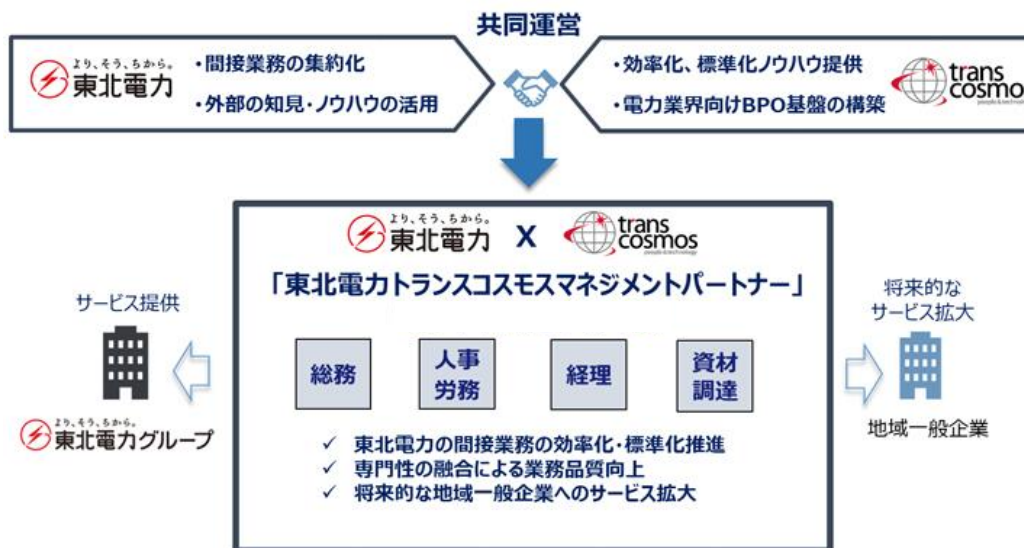 共同運営
より、そう、ちから。
東北電力
・間接業務の集約化
・外部の知見・ノウハウの活用
・効率化、標準化ノウハウ提供
・電力業界向けBPO基盤の構築
trans
cosmo
people & technolo
より、そう、ちから。
東北電力
X
trans
cosmos
people & technology
「東北電力トランスコスモスマネジメントパートナー」
サービス提供
より、そう、ちから。
東北電力グループ
総務
人事
労務
経理
資材
調達
✓ 東北電力の間接業務の効率化・標準化推進
✓ 専門性の融合による業務品質向上
✓ 将来的な地域一般企業へのサービス拡大
将来的な
サービス拡大
地域一般企業